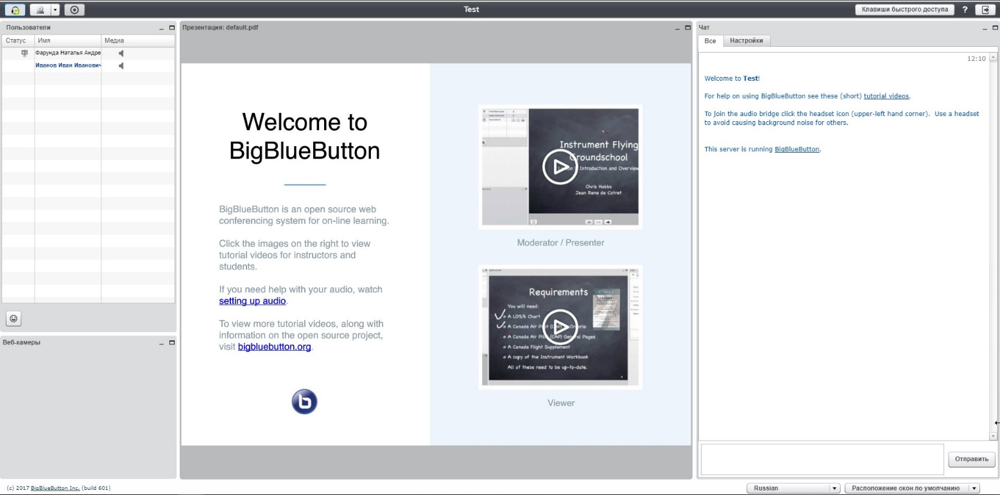 Test
Клавиши быстрого доступа
?
Пользователи
Статус Имя Медиа
Фарунда Наталья Андре
Иванов Иван Иванович
Веб-камеры
Презентация: default.pdf
Welcome to
BigBlueButton
BigBlueButton is an open source web
conferencing system for on-line learning.
Click the images on the right to view
tutorial videos for instructors and
students.
If you need help with your audio, watch
setting up audio.
To view more tutorial videos, along with
information on the open source project,
visit bigbluebutton.org.
b
Instrument Flying
Groundschool
Introduction and Overview
Chris Hobbs
Jean Rene de Cotret
Moderator / Presenter
Requirements
You will need:
A LO5/6 Chart
A Canada Air Pilot (CAP) Ontario
A Canada Air Pilot (CAP) General Pages
A Canada Flight Supplement
A copy of the Instrument Workbook
All of these need to be up-to-date.
Viewer
Чат
Все Настройки
12:10
Welcome to Test!
For help on using BigBlueButton see these (short) tutorial videos.
To join the audio bridge click the headset icon (upper-left hand corner). Use a headset
to avoid causing background noise for others.
This server is running BigBlueButton.
Отправить
(c) 2017 BigBlueButton Inc. (build 601)
Russian
Расположение окон по умолчанию